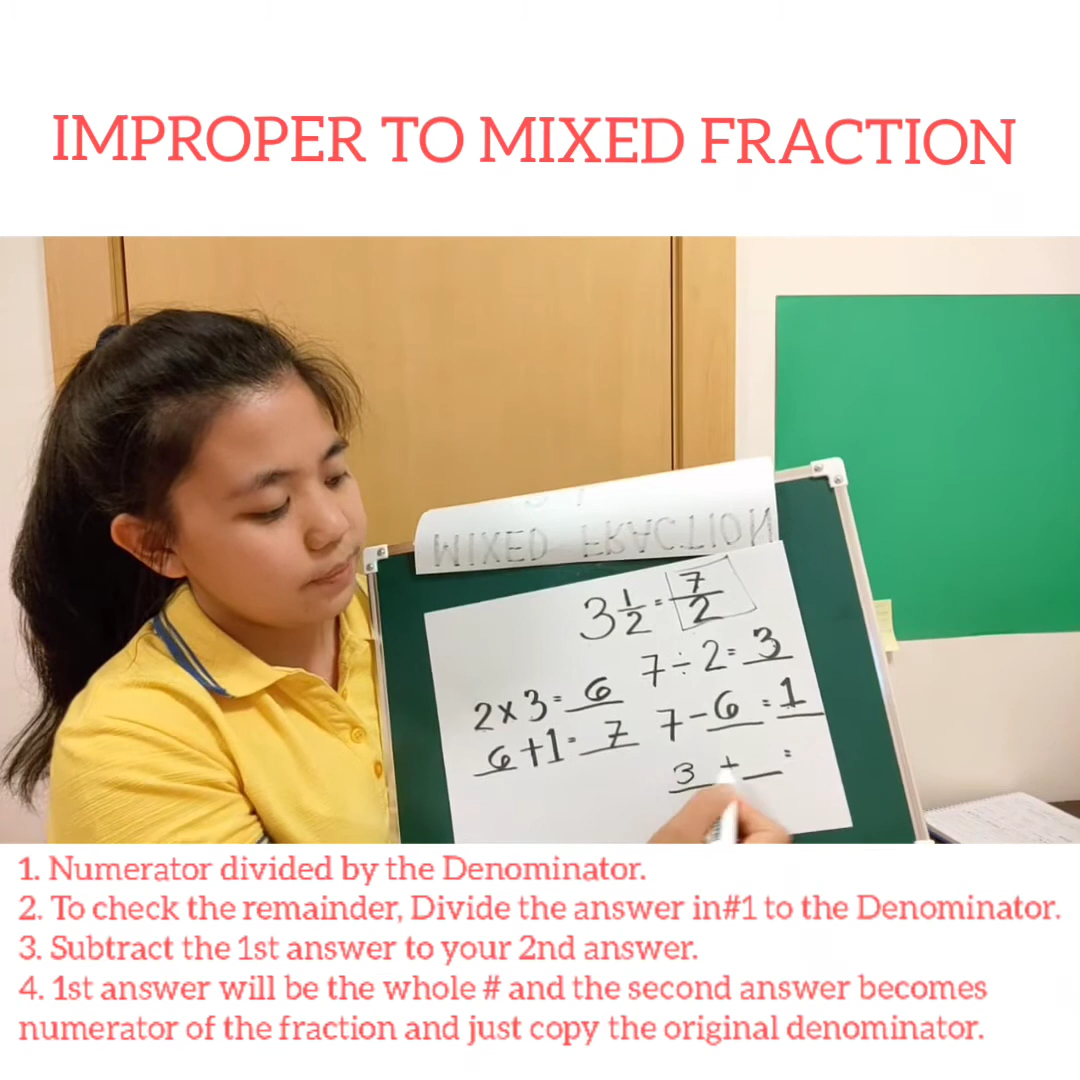 IMPROPER TO MIXED FRACTION
MIXED FRACTION
3 1/2 = 7/2
7 ÷ 2 = 3
2 x 3 = 6
7 - 6 = 1
6 + 1 = 7
3 + _ =
1. Numerator divided by the Denominator.
2. To check the remainder, Divide the answer in#1 to the Denominator.
3. Subtract the 1st answer to your 2nd answer.
4. 1st answer will be the whole # and the second answer becomes
numerator of the fraction and just copy the original denominator.